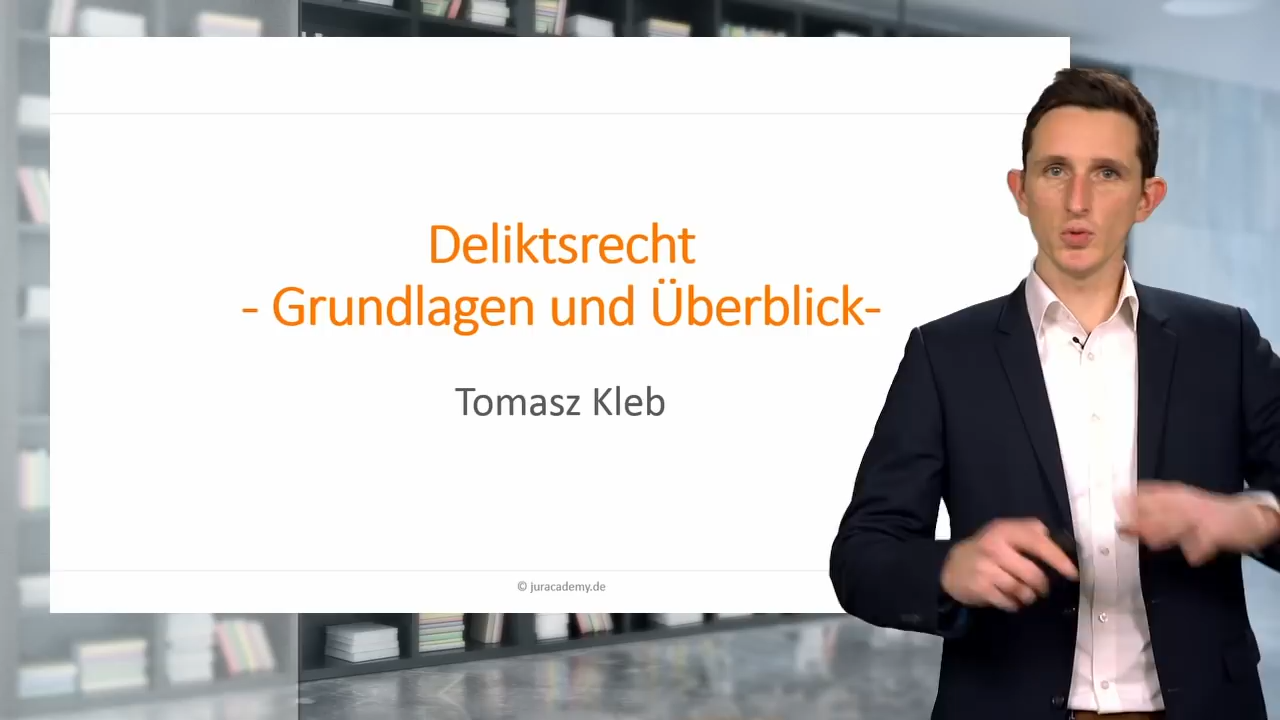 Deliktsrecht
- Grundlagen und Überblick-
Tomasz Kleb
© juracademy.de